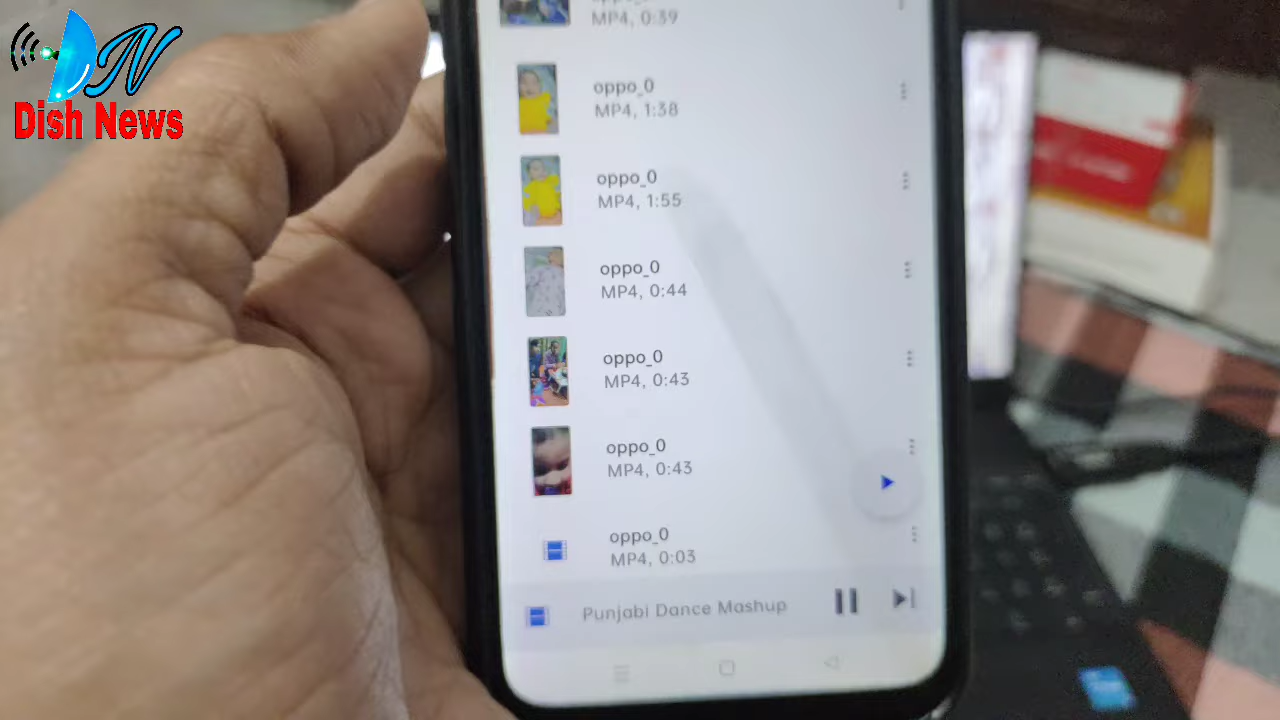 DN
Dish News
MP4, 0:39
oppo_0
MP4, 1:38
oppo_0
MP4, 1:55
oppo_0
MP4, 0:44
oppo_0
MP4, 0:43
oppo_0
MP4, 0:43
oppo_0
MP4, 0:03
Punjabi Dance Mashup